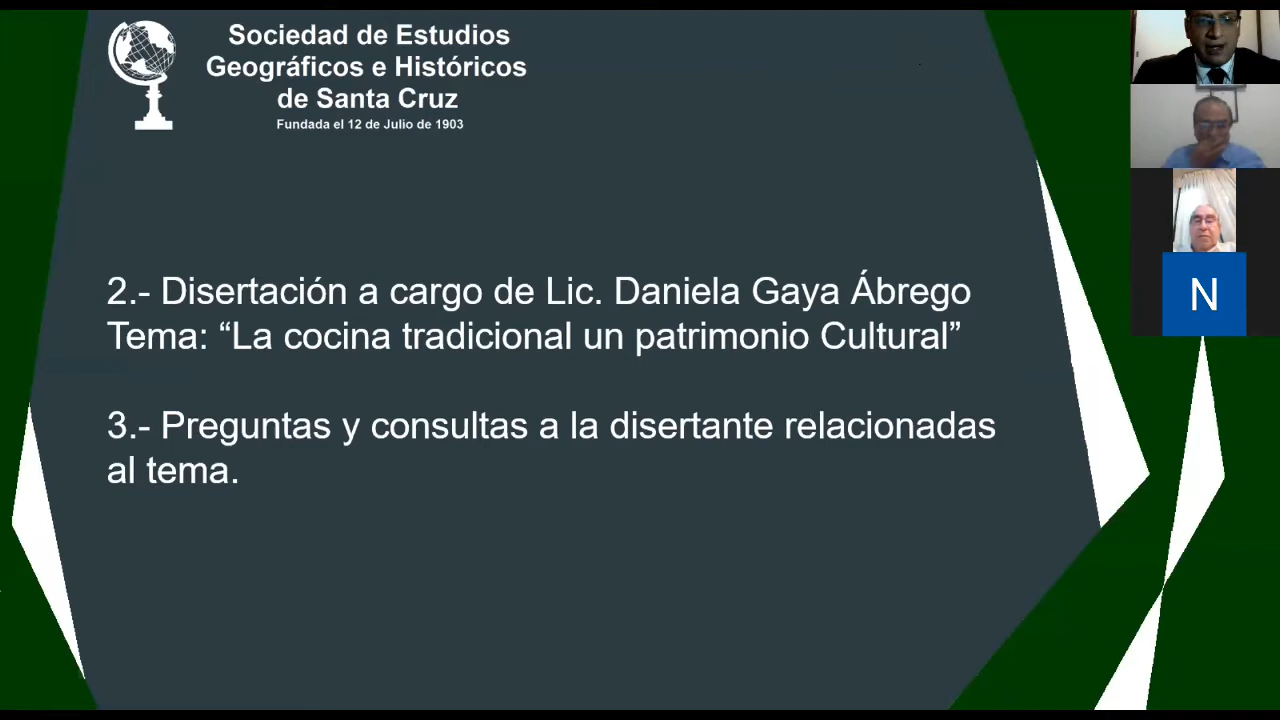 Sociedad de Estudios
Geográficos e Históricos
de Santa Cruz
Fundada el 12 de Julio de 1903
2.- Disertación a cargo de Lic. Daniela Gaya Ábrego
Tema: “La cocina tradicional un patrimonio Cultural”
3.- Preguntas y consultas a la disertante relacionadas
al tema.
N